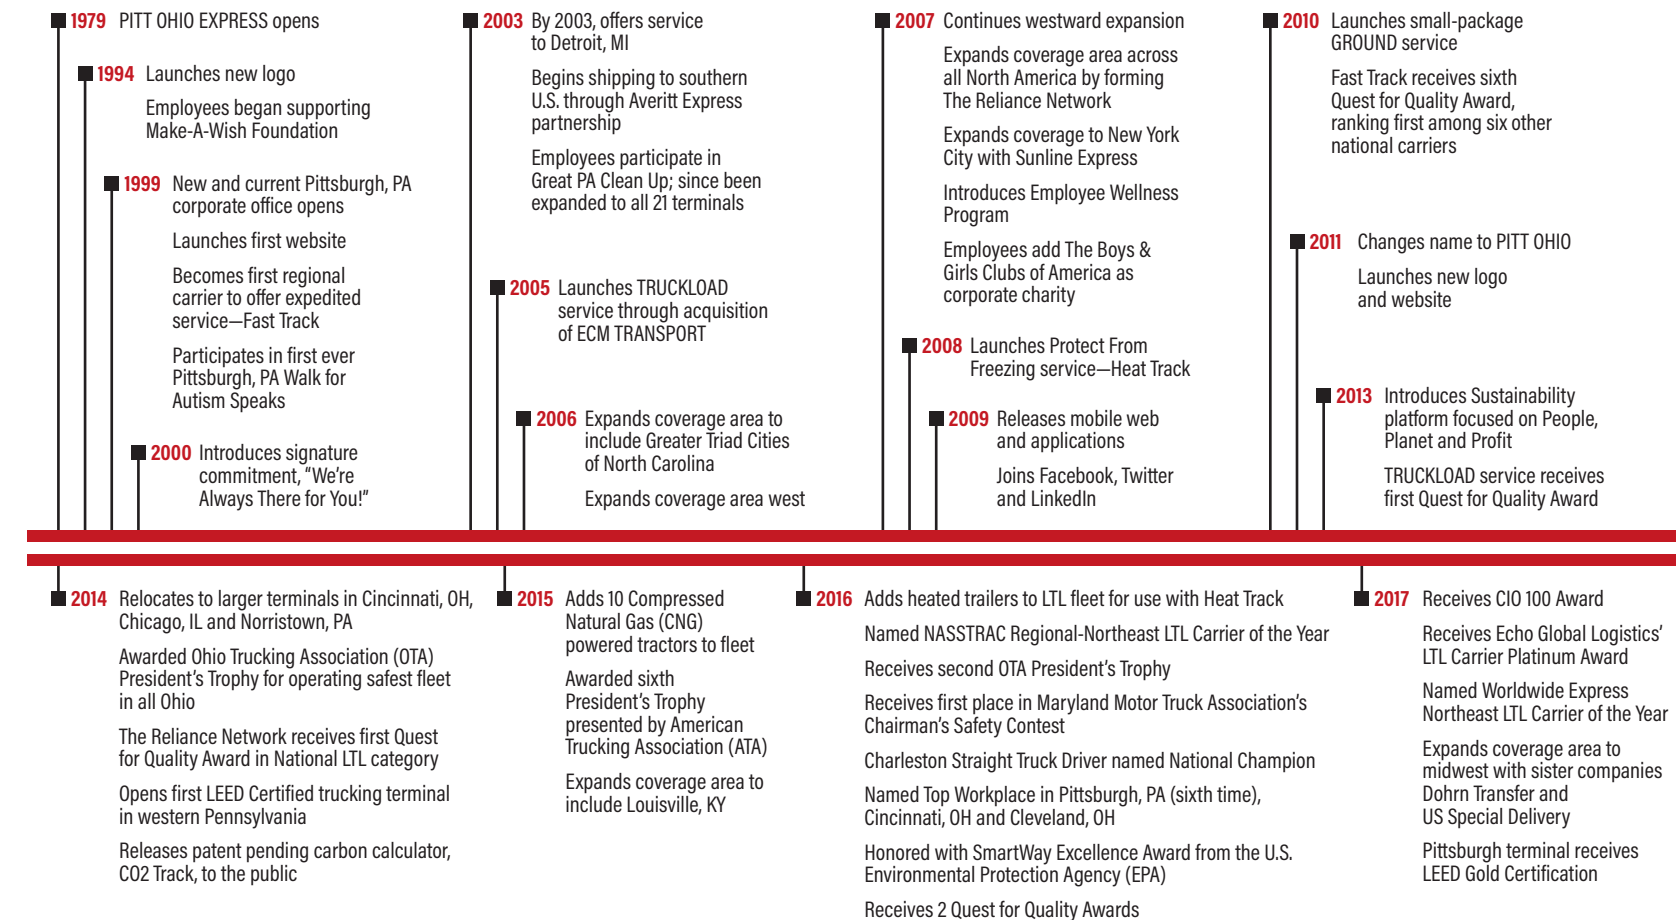 1979 PITT OHIO EXPRESS opens
1994 Launches new logo
Employees began supporting
Make-A-Wish Foundation
1999 New and current Pittsburgh, PA
corporate office opens
Launches first website
Becomes first regional
carrier to offer expedited
service—Fast Track
Participates in first ever
Pittsburgh, PA Walk for
Autism Speaks
2000 Introduces signature
commitment, "We're
Always There for You!"
2003 By 2003, offers service
to Detroit, MI
Begins shipping to southern
U.S. through Averitt Express
partnership
Employees participate in
Great PA Clean Up; since been
expanded to all 21 terminals
2005 Launches TRUCKLOAD
service through acquisition
of ECM TRANSPORT
2006 Expands coverage area to
include Greater Triad Cities
of North Carolina
Expands coverage area west
2007 Continues westward expansion
Expands coverage area across
all North America by forming
The Reliance Network
Expands coverage to New York
City with Sunline Express
Introduces Employee Wellness
Program
Employees add The Boys &
Girls Clubs of America as
corporate charity
2008 Launches Protect From
Freezing service—Heat Track
2009 Releases mobile web
and applications
Joins Facebook, Twitter
and LinkedIn
2010 Launches small-package
GROUND service
Fast Track receives sixth
Quest for Quality Award,
ranking first among six other
national carriers
2011 Changes name to PITT OHIO
Launches new logo
and website
2013 Introduces Sustainability
platform focused on People,
Planet and Profit
TRUCKLOAD service receives
first Quest for Quality Award
2014 Relocates to larger terminals in Cincinnati, OH,
Chicago, IL and Norristown, PA
Awarded Ohio Trucking Association (OTA)
President's Trophy for operating safest fleet
in all Ohio
The Reliance Network receives first Quest
for Quality Award in National LTL category
Opens first LEED Certified trucking terminal
in western Pennsylvania
Releases patent pending carbon calculator,
CO2 Track, to the public
2015 Adds 10 Compressed
Natural Gas (CNG)
powered tractors to fleet
Awarded sixth
President's Trophy
presented by American
Trucking Association (ATA)
Expands coverage area to
include Louisville, KY
2016 Adds heated trailers to LTL fleet for use with Heat Track
Named NASSTRAC Regional-Northeast LTL Carrier of the Year
Receives second OTA President's Trophy
Receives first place in Maryland Motor Truck Association's
Chairman's Safety Contest
Charleston Straight Truck Driver named National Champion
Named Top Workplace in Pittsburgh, PA (sixth time),
Cincinnati, OH and Cleveland, OH
Honored with SmartWay Excellence Award from the U.S.
Environmental Protection Agency (EPA)
Receives 2 Quest for Quality Awards
2017 Receives CIO 100 Award
Receives Echo Global Logistics'
LTL Carrier Platinum Award
Named Worldwide Express
Northeast LTL Carrier of the Year
Expands coverage area to
midwest with sister companies
Dohrn Transfer and
US Special Delivery
Pittsburgh terminal receives
LEED Gold Certification